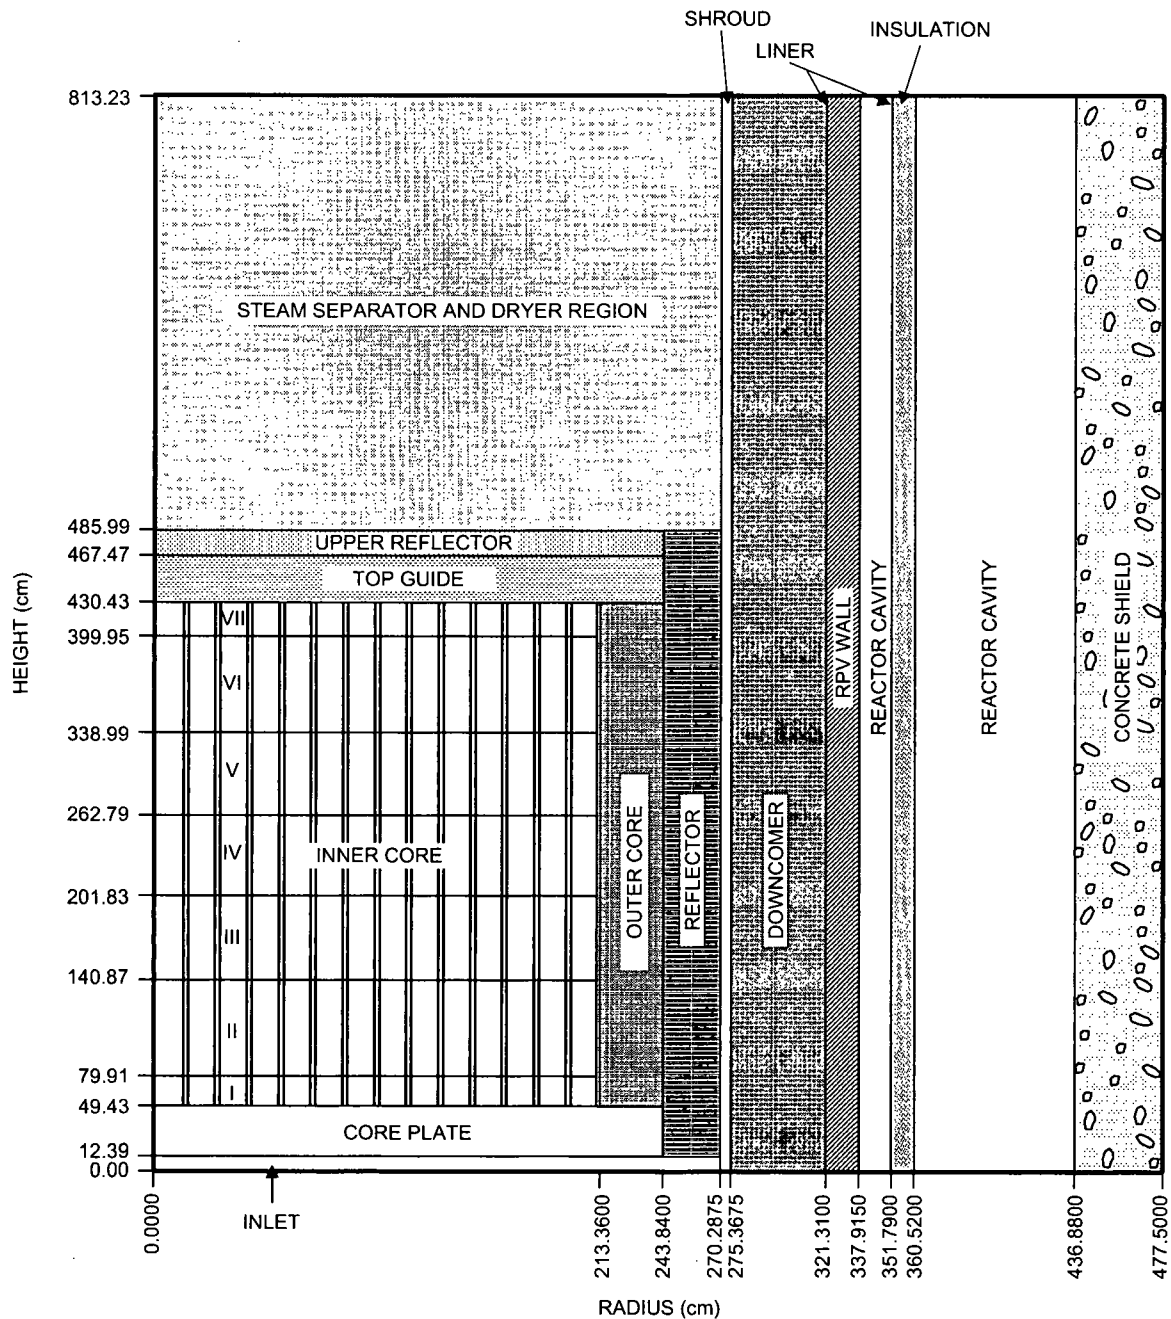 SHROUD
INSULATION
LINER
813.23
STEAM SEPARATOR AND DRYER REGION
485.99
UPPER REFLECTOR
467.47
TOP GUIDE
430.43
VII
399.95
VI
338.99
V
262.79
IV
INNER CORE
201.83
III
140.87
II
79.91
I
49.43
CORE PLATE
12.39
0.00
HEIGHT (cm)
OUTER CORE
REFLECTOR
DOWNCOMER
RPV WALL
REACTOR CAVITY
REACTOR CAVITY
CONCRETE SHIELD
INLET
0.0000
213.3600
243.8400
270.2875
275.3675
321.3100
337.9150
351.7900
360.5200
436.8800
477.5000
RADIUS (cm)